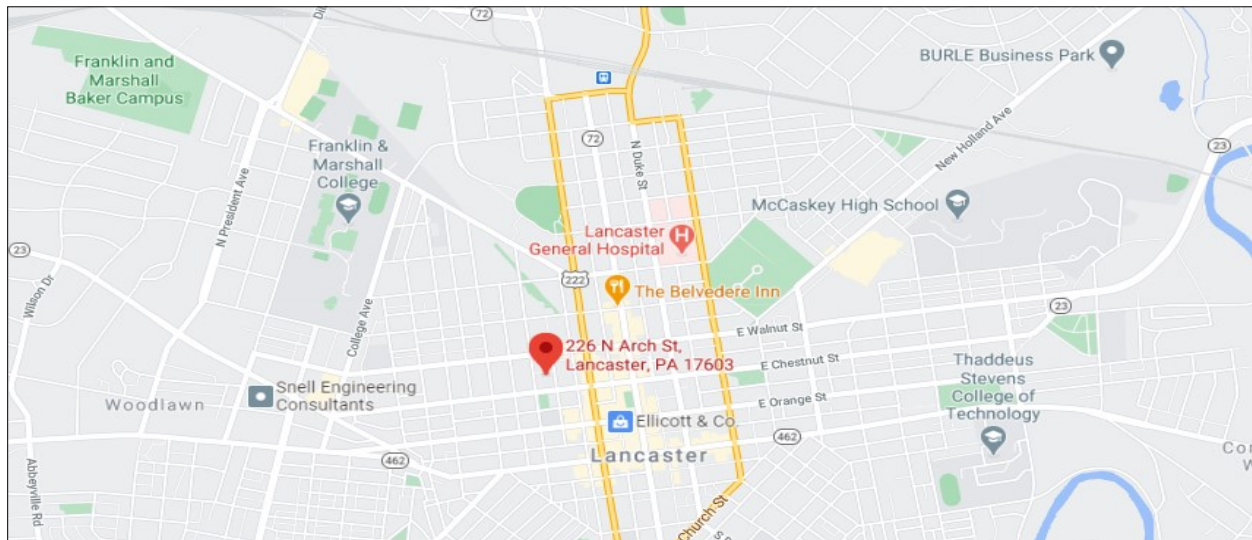 72
Dil
BURLE Business Park
Franklin and
Marshall
Baker Campus
72
N Duke St
New Holland Ave
23
Franklin &
Marshall
College
N President Ave
McCaskey High School
Lancaster
General Hospital
23
222
Wilson Dr
The Belvedere Inn
23
College Ave
E Walnut St
226 N Arch St,
Lancaster, PA 17603
E Chestnut St
Thaddeus
Stevens
College of
Technology
Snell Engineering
Consultants
Woodlawn
E Orange St
Ellicott & Co.
462
Lancaster
462
Con
W
Abbeyville Rd
Church St